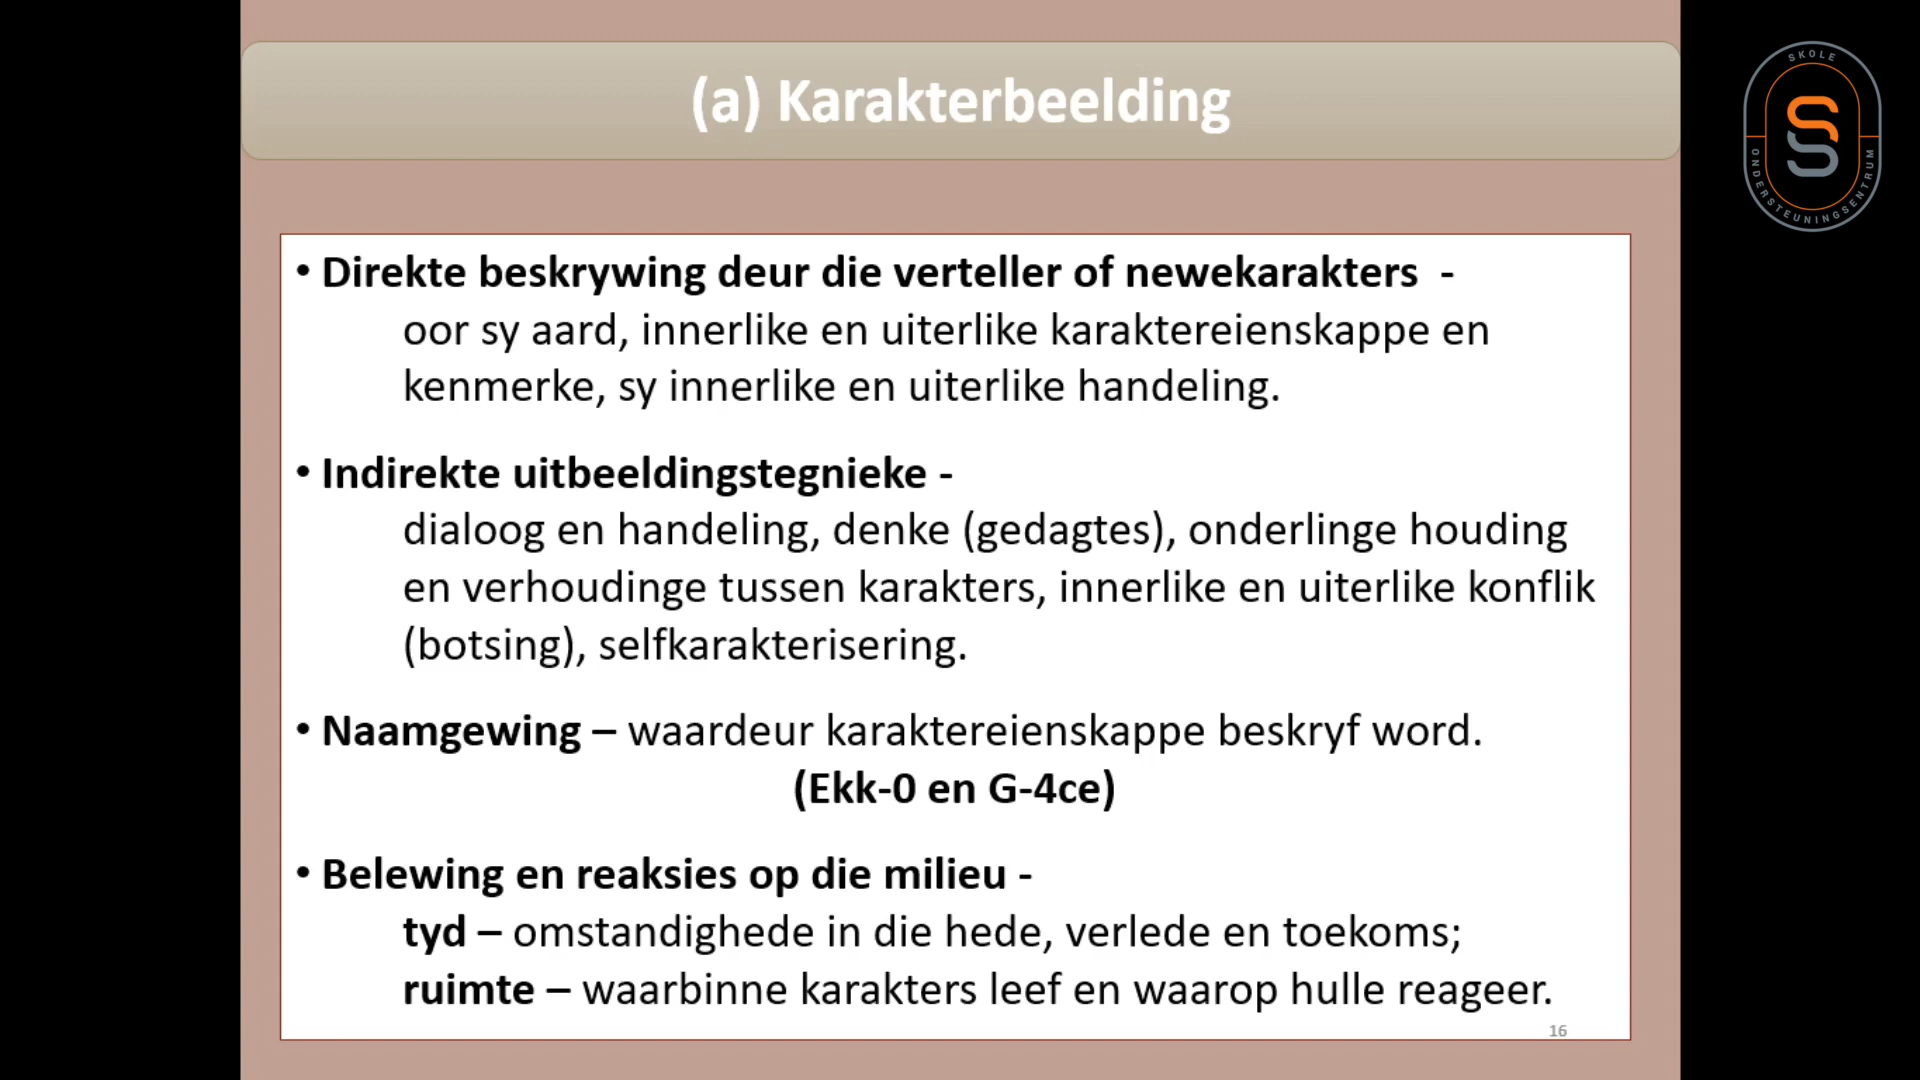 (a) Karakterbeelding
SKOLE
ONDERSTEUNINGSENTRUM
• Direkte beskrywing deur die verteller of newekarakters -
oor sy aard, innerlike en uiterlike karaktereienskappe en
kenmerke, sy innerlike en uiterlike handeling.
• Indirekte uitbeeldingstegnieke -
dialoog en handeling, denke (gedagtes), onderlinge houding
en verhoudinge tussen karakters, innerlike en uiterlike konflik
(botsing), selfkarakterisering.
• Naamgewing – waardeur karaktereienskappe beskryf word.
(Ekk-0 en G-4ce)
• Belewing en reaksies op die milieu -
tyd – omstandighede in die hede, verlede en toekoms;
ruimte – waarbinne karakters leef en waarop hulle reageer.
16